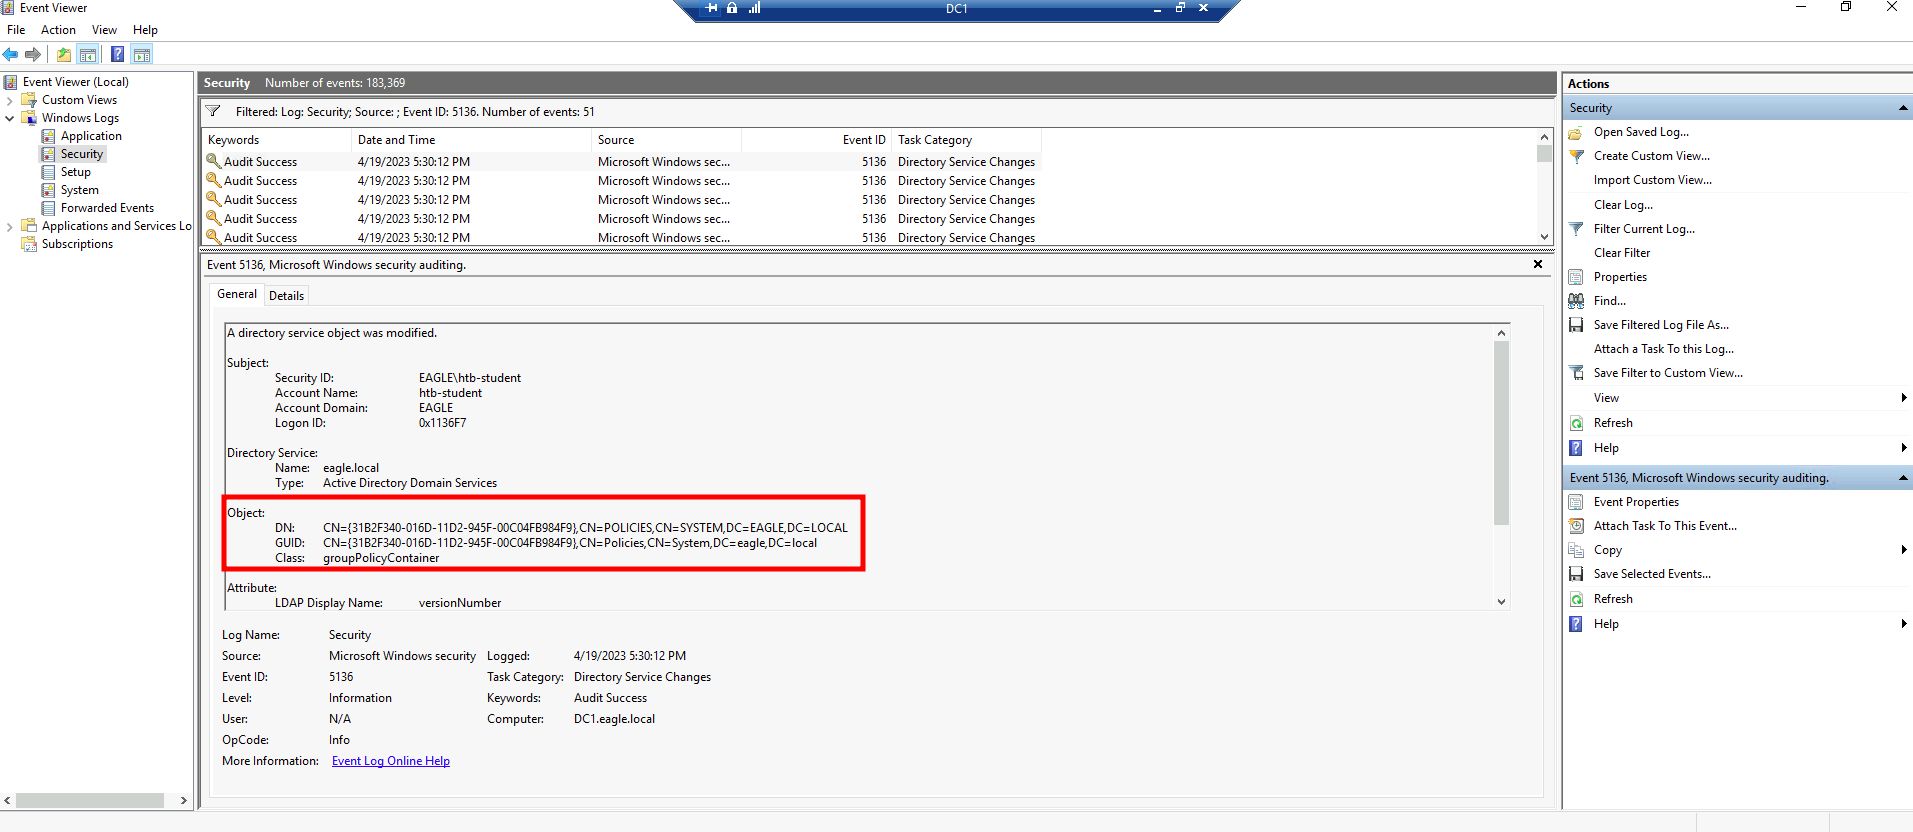 Event Viewer
DC1
File Action View Help
Event Viewer (Local)
Custom Views
Windows Logs
Application
Security
Setup
System
Forwarded Events
Applications and Services Lo
Subscriptions
Security Number of events: 183,369
Filtered: Log: Security; Source: ; Event ID: 5136. Number of events: 51
Keywords Date and Time Source Event ID Task Category
Audit Success 4/19/2023 5:30:12 PM Microsoft Windows sec... 5136 Directory Service Changes
Audit Success 4/19/2023 5:30:12 PM Microsoft Windows sec... 5136 Directory Service Changes
Audit Success 4/19/2023 5:30:12 PM Microsoft Windows sec... 5136 Directory Service Changes
Audit Success 4/19/2023 5:30:12 PM Microsoft Windows sec... 5136 Directory Service Changes
Audit Success 4/19/2023 5:30:12 PM Microsoft Windows sec... 5136 Directory Service Changes
Event 5136, Microsoft Windows security auditing.
General Details
A directory service object was modified.
Subject:
Security ID: EAGLE\htb-student
Account Name: htb-student
Account Domain: EAGLE
Logon ID: 0x1136F7
Directory Service:
Name: eagle.local
Type: Active Directory Domain Services
Object:
DN: CN={31B2F340-016D-11D2-945F-00C04FB984F9},CN=POLICIES,CN=SYSTEM,DC=EAGLE,DC=LOCAL
GUID: CN={31B2F340-016D-11D2-945F-00C04FB984F9},CN=Policies,CN=System,DC=eagle,DC=local
Class: groupPolicyContainer
Attribute:
LDAP Display Name: versionNumber
Log Name: Security
Source: Microsoft Windows security Logged: 4/19/2023 5:30:12 PM
Event ID: 5136 Task Category: Directory Service Changes
Level: Information Keywords: Audit Success
User: N/A Computer: DC1.eagle.local
OpCode: Info
More Information: Event Log Online Help
Actions
Security
Open Saved Log...
Create Custom View...
Import Custom View...
Clear Log...
Filter Current Log...
Clear Filter
Properties
Find...
Save Filtered Log File As...
Attach a Task To this Log...
Save Filter to Custom View...
View
Refresh
Help
Event 5136, Microsoft Windows security auditing.
Event Properties
Attach Task To This Event...
Copy
Save Selected Events...
Refresh
Help